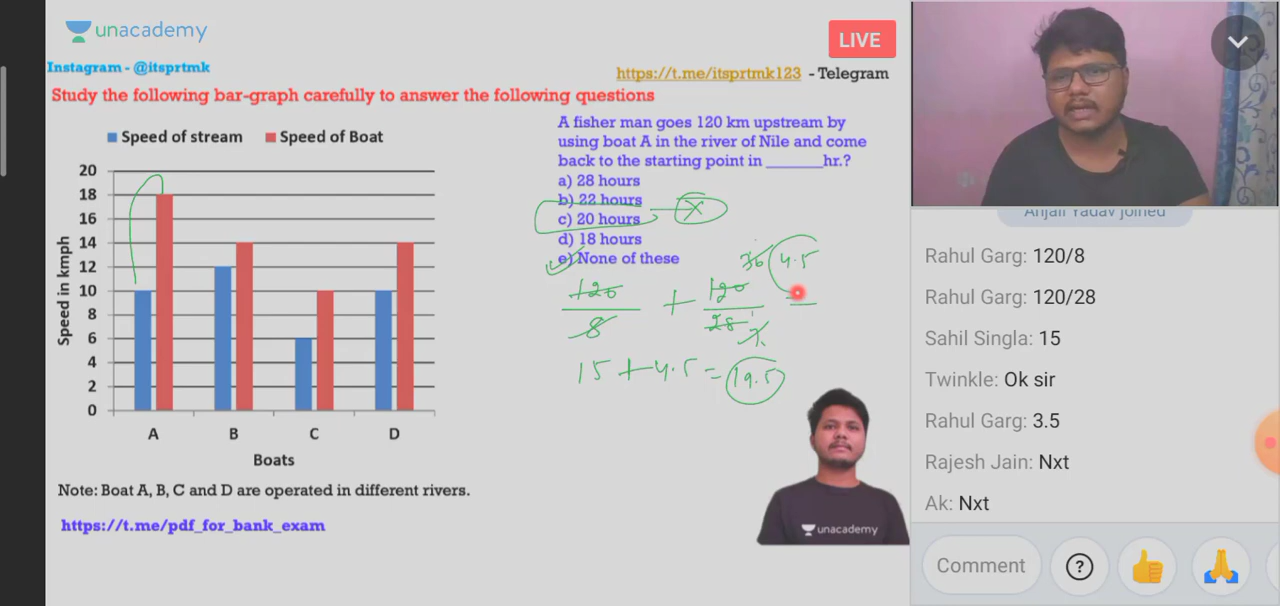 unacademy
LIVE
Instagram - @itsprtmk
https://t.me/itsprtmk123 - Telegram
Study the following bar-graph carefully to answer the following questions
Speed of stream
Speed of Boat
Speed in kmph
20
18
16
14
12
10
8
6
4
2
0
A
B
C
D
Boats
Note: Boat A, B, C and D are operated in different rivers.
https://t.me/pdf_for_bank_exam
A fisher man goes 120 km upstream by
using boat A in the river of Nile and come
back to the starting point in _______hr.?
a) 28 hours
b) 22 hours
c) 20 hours
d) 18 hours
e) None of these
X
36 4.5
120 + 120
8 28 7
15 + 4.5 = 19.5
unacademy
Anjali Yadav joined
Rahul Garg: 120/8
Rahul Garg: 120/28
Sahil Singla: 15
Twinkle: Ok sir
Rahul Garg: 3.5
Rajesh Jain: Nxt
Ak: Nxt
Comment
?